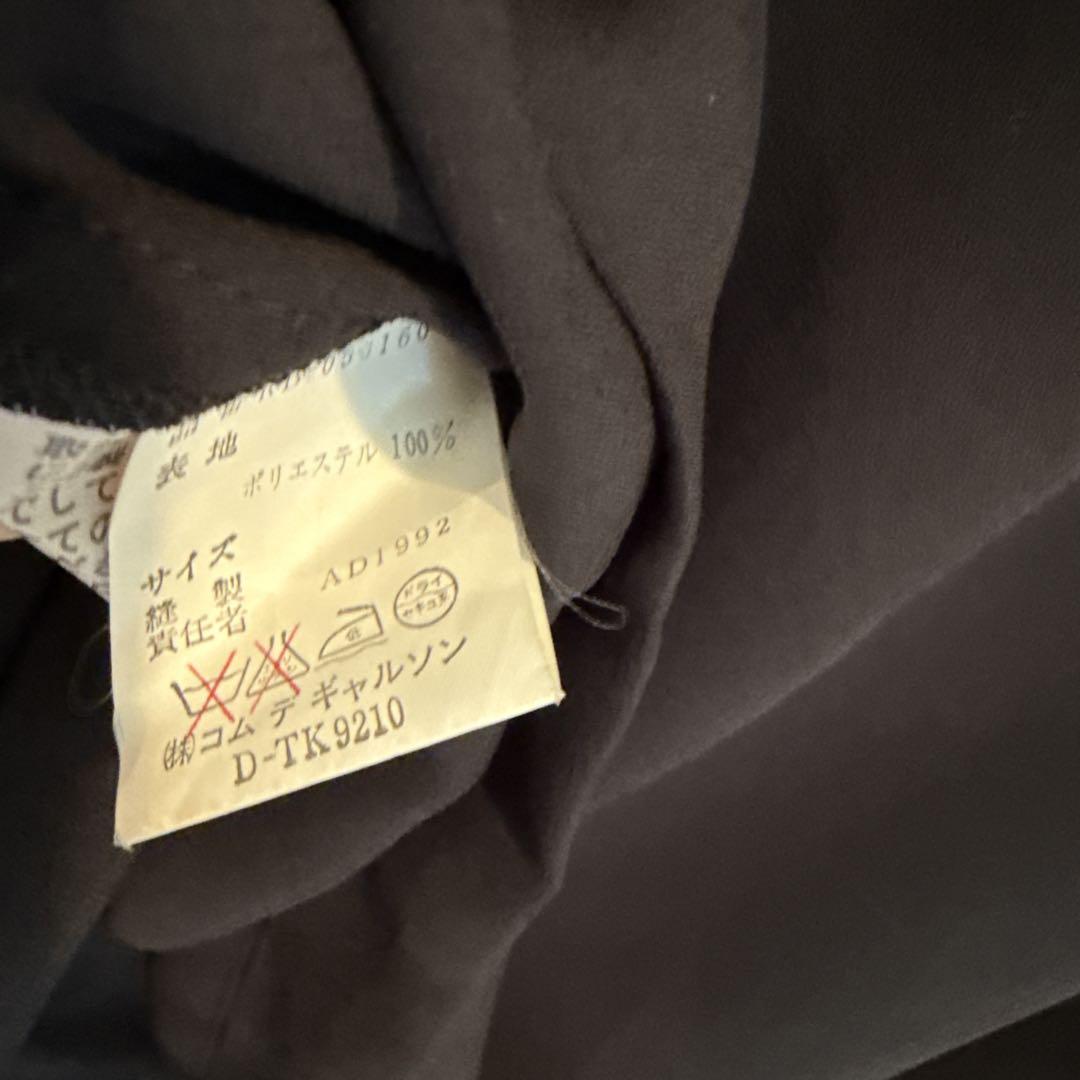 表地
ポリエステル 100%
サイズ
AD1992
縫製
責任者
ドライ
セキユ系
(株)コム デ ギャルソン
D-TK9210